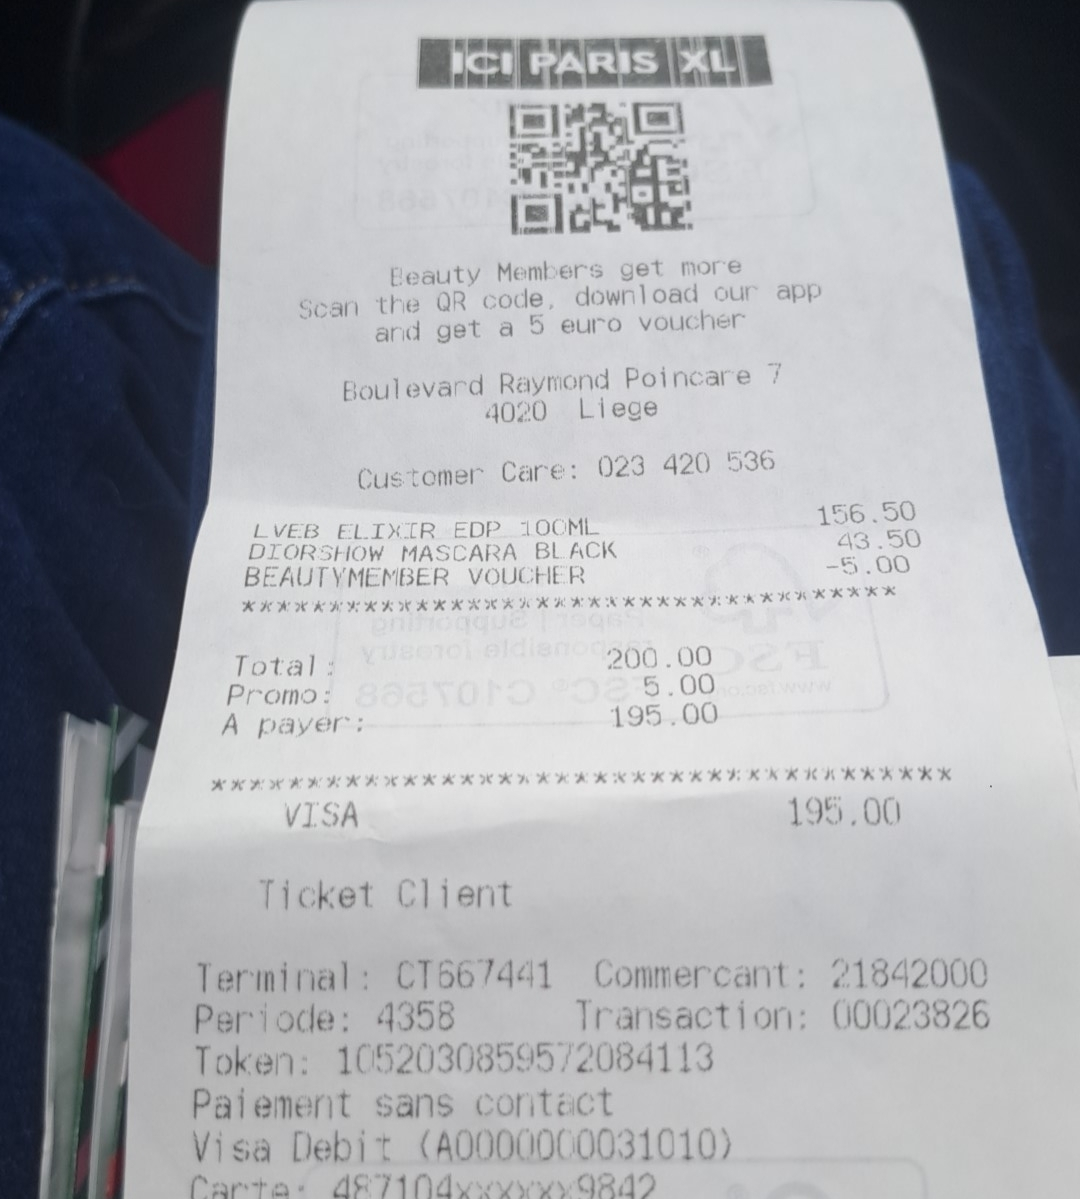 ICI PARIS XL
Beauty Members get more
Scan the QR code, download our app
and get a 5 euro voucher
Boulevard Raymond Poincare 7
4020 Liege
Customer Care: 023 420 536
LVEB ELIXIR EDP 100ML 156.50
DIORSHOW MASCARA BLACK 43.50
BEAUTYMEMBER VOUCHER -5.00
Total: 200.00
Promo: 5.00
A payer: 195.00
VISA 195.00
Ticket Client
Terminal: CT667441 Commercant: 21842000
Periode: 4358 Transaction: 00023826
Token: 1052030859572084113
Paiement sans contact
Visa Debit (A0000000031010)
Carte: 487104xxxxxx9842